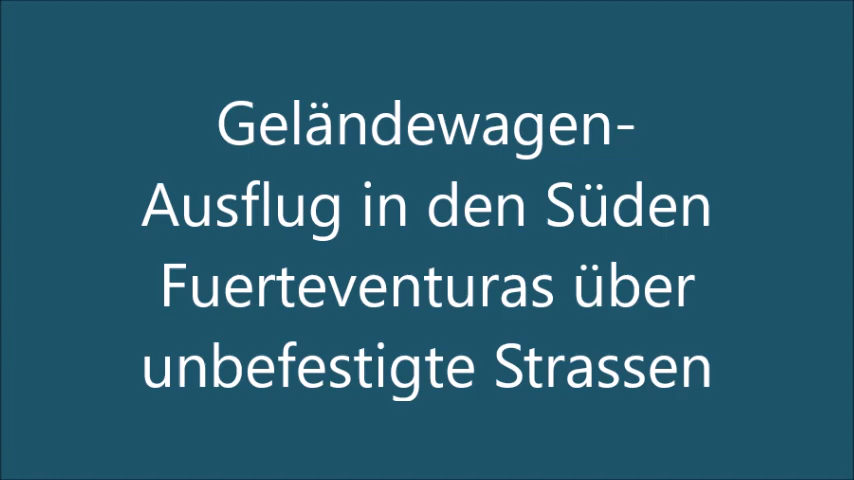 Geländewagen-
Ausflug in den Süden
Fuerteventuras über
unbefestigte Strassen